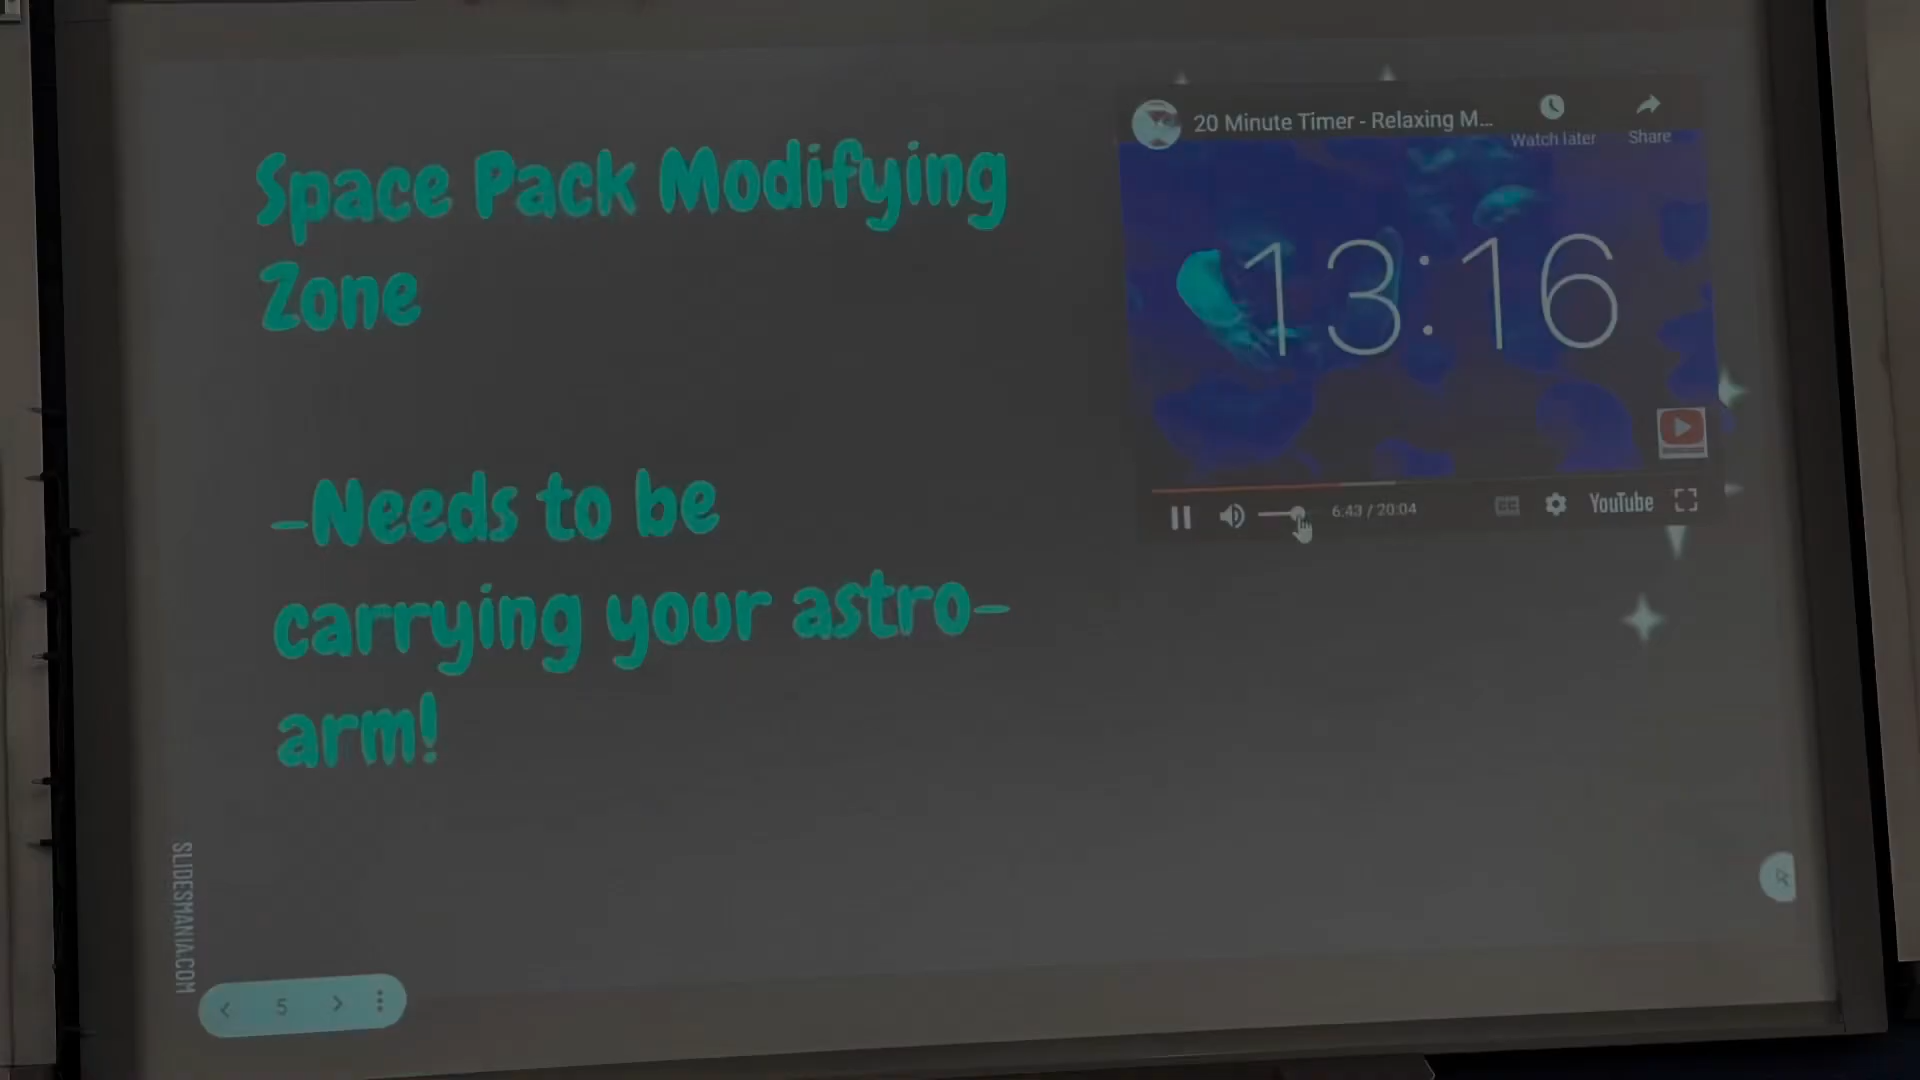 Space Pack Modifying
Zone
-Needs to be
carrying your astro-
arm!
20 Minute Timer - Relaxing M...
Watch later
Share
13:16
6:43 / 20:04
CC
YouTube
SLIDESMANIA.COM
5